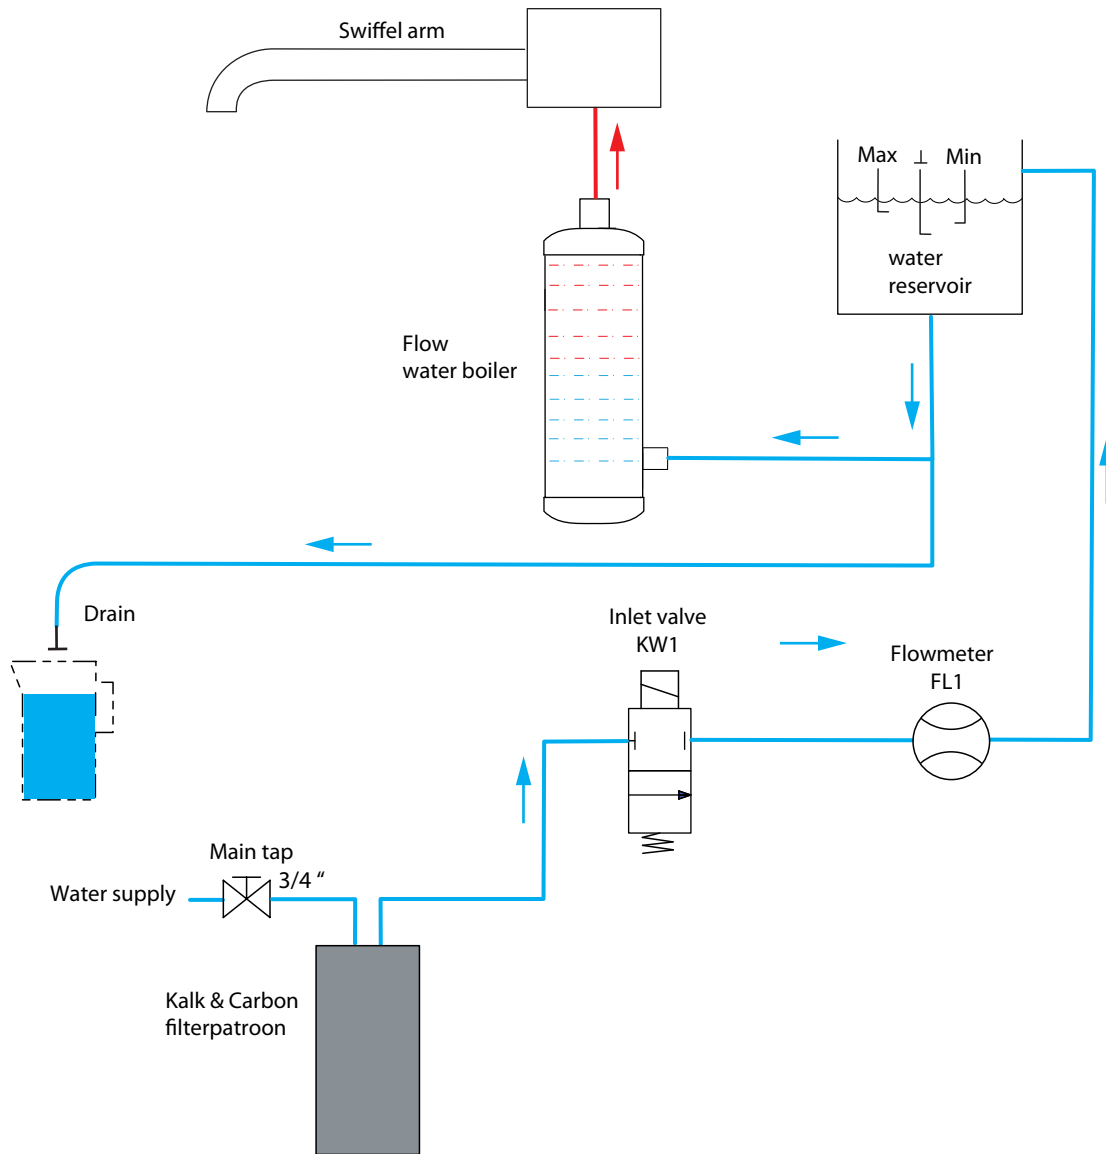 Swiffel arm
Max
Min
water
reservoir
Flow
water boiler
Drain
Inlet valve
KW1
Flowmeter
FL1
Main tap
3/4 “
Water supply
Kalk & Carbon
filterpatroon